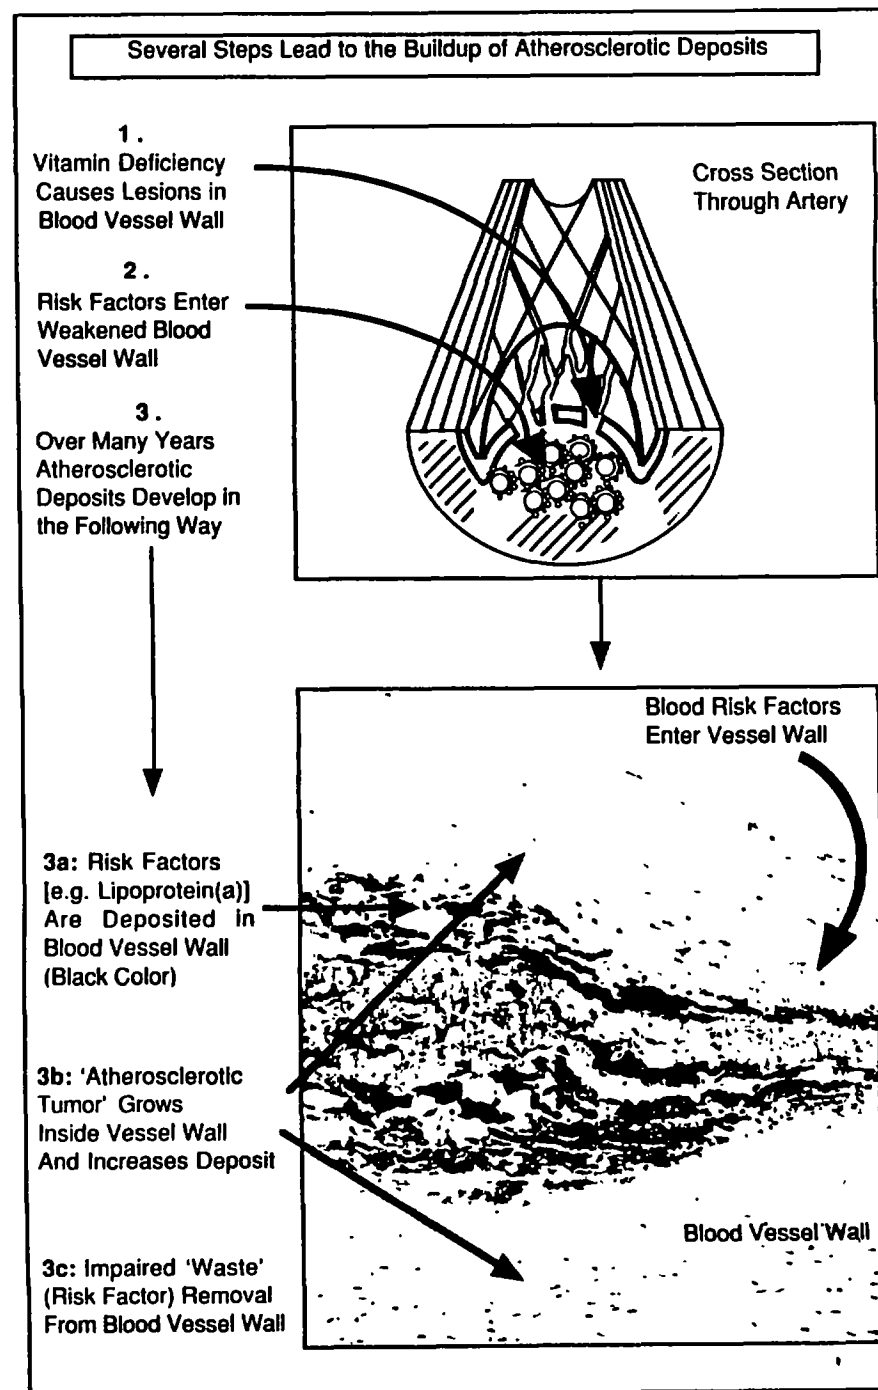 Several Steps Lead to the Buildup of Atherosclerotic Deposits
1.
Vitamin Deficiency
Causes Lesions in
Blood Vessel Wall
2.
Risk Factors Enter
Weakened Blood
Vessel Wall
3.
Over Many Years
Atherosclerotic
Deposits Develop in
the Following Way
Cross Section
Through Artery
Blood Risk Factors
Enter Vessel Wall
3a: Risk Factors
[e.g. Lipoprotein(a)]
Are Deposited in
Blood Vessel Wall
(Black Color)
3b: 'Atherosclerotic
Tumor' Grows
Inside Vessel Wall
And Increases Deposit
Blood Vessel Wall
3c: Impaired 'Waste'
(Risk Factor) Removal
From Blood Vessel Wall